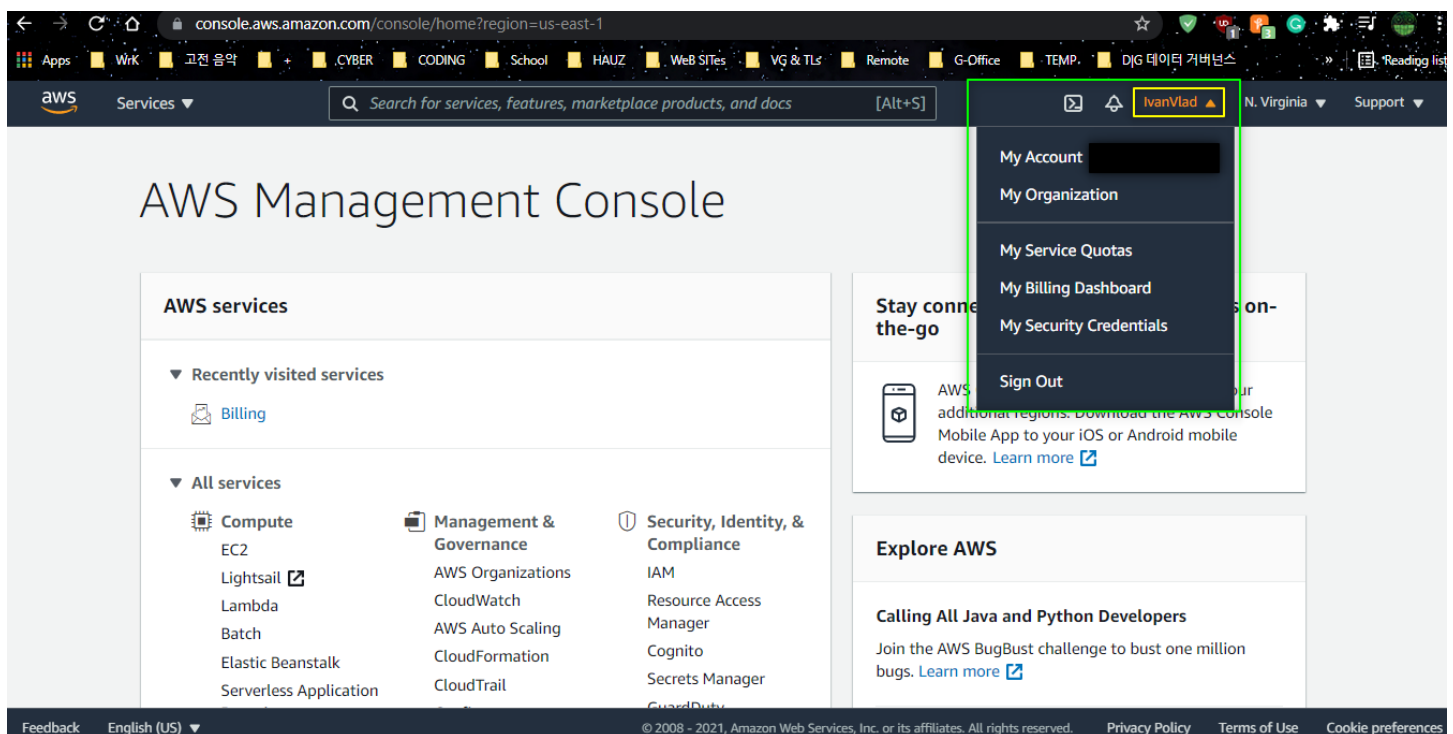 console.aws.amazon.com/console/home?region=us-east-1
Apps WrK 고전 음악 + .CYBER CODING School HAUZ WeB SITes VG & TLs Remote G-Office TEMP. D|G 데이터 거버넌스 » Reading list
aws Services ▼ Search for services, features, marketplace products, and docs [Alt+S] IvanVlad ▲ N. Virginia ▼ Support ▼
My Account
My Organization
My Service Quotas
My Billing Dashboard
My Security Credentials
Sign Out
AWS Management Console
AWS services
▼ Recently visited services
Billing
▼ All services
Compute
EC2
Lightsail
Lambda
Batch
Elastic Beanstalk
Serverless Application
Management &
Governance
AWS Organizations
CloudWatch
AWS Auto Scaling
CloudFormation
CloudTrail
Security, Identity, &
Compliance
IAM
Resource Access
Manager
Cognito
Secrets Manager
GuardDuty
Stay conne s on-
the-go
AWS ur
additional regions. Download the AWS Console
Mobile App to your iOS or Android mobile
device. Learn more
Explore AWS
Calling All Java and Python Developers
Join the AWS BugBust challenge to bust one million
bugs. Learn more
Feedback English (US) ▼ © 2008 - 2021, Amazon Web Services, Inc. or its affiliates. All rights reserved. Privacy Policy Terms of Use Cookie preferences